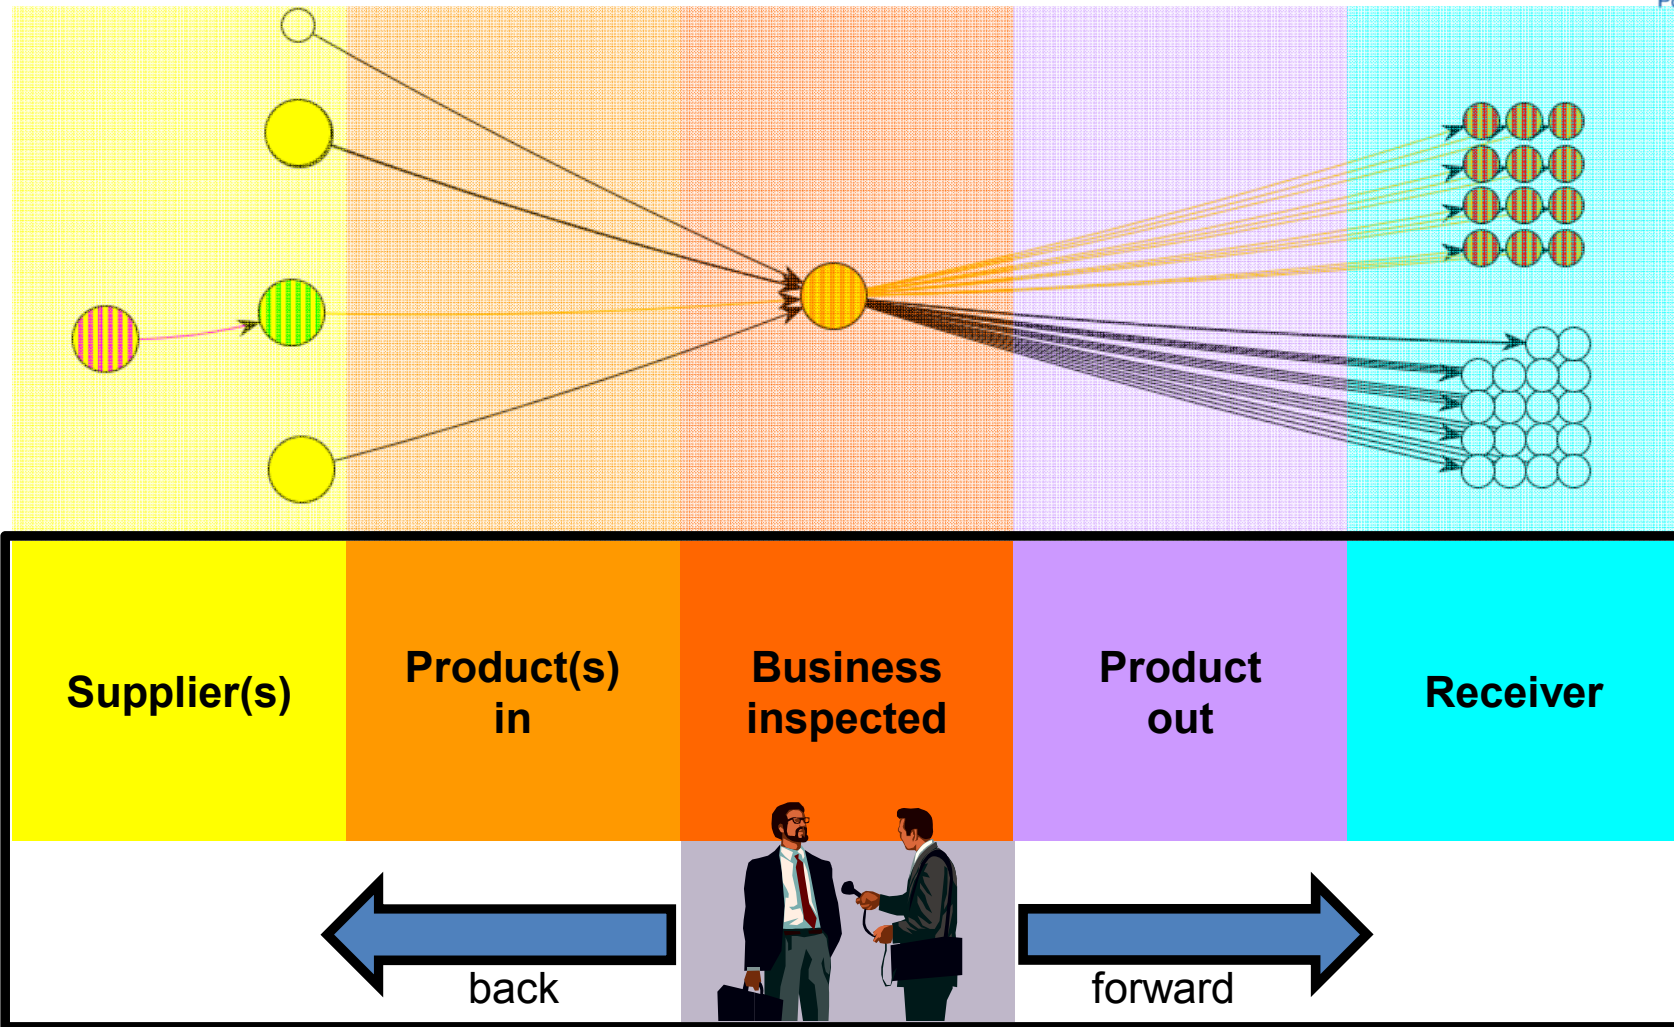 Supplier(s)
Product(s)
in
Business
inspected
Product
out
Receiver
back
forward